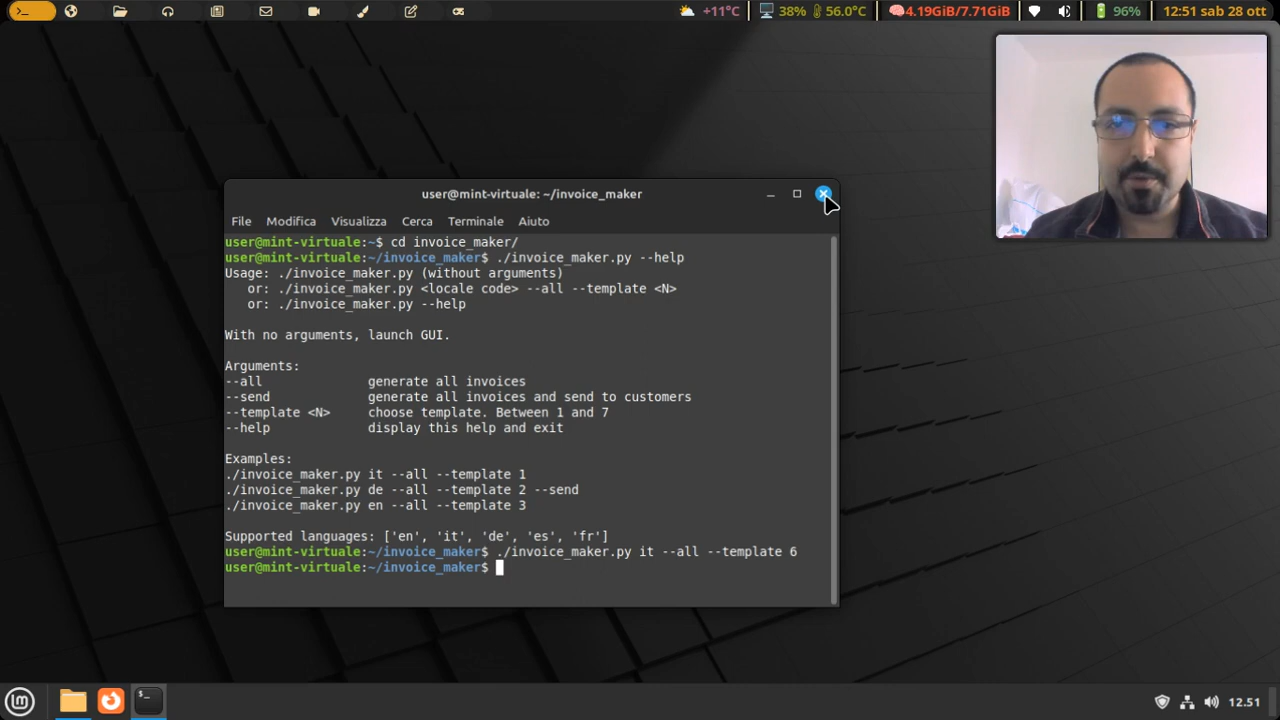 +11°C 38% 56.0°C 4.19GiB/7.71GiB 96% 12:51 sab 28 ott
user@mint-virtuale: ~/invoice_maker
File Modifica Visualizza Cerca Terminale Aiuto
user@mint-virtuale:~$ cd invoice_maker/
user@mint-virtuale:~/invoice_maker$ ./invoice_maker.py --help
Usage: ./invoice_maker.py (without arguments)
   or: ./invoice_maker.py <locale code> --all --template <N>
   or: ./invoice_maker.py --help
With no arguments, launch GUI.
Arguments:
--all              generate all invoices
--send             generate all invoices and send to customers
--template <N>     choose template. Between 1 and 7
--help             display this help and exit
Examples:
./invoice_maker.py it --all --template 1
./invoice_maker.py de --all --template 2 --send
./invoice_maker.py en --all --template 3
Supported languages: ['en', 'it', 'de', 'es', 'fr']
user@mint-virtuale:~/invoice_maker$ ./invoice_maker.py it --all --template 6
user@mint-virtuale:~/invoice_maker$
12.51